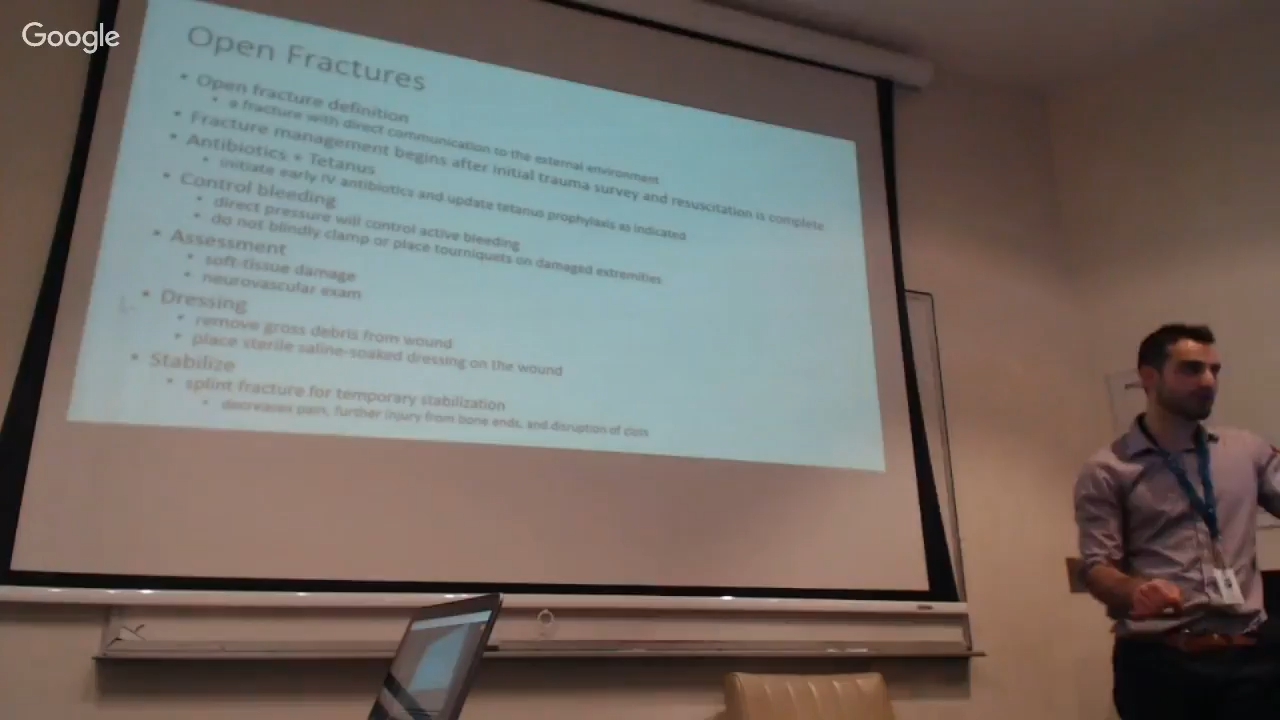 Google
Open Fractures
• Open fracture definition
• a fracture with direct communication to the external environment
• Fracture management begins after initial trauma survey and resuscitation is complete
• Antibiotics + Tetanus
• initiate early IV antibiotics and update tetanus prophylaxis as indicated
• Control bleeding
• direct pressure will control active bleeding
• do not blindly clamp or place tourniquets on damaged extremities
• Assessment
• soft-tissue damage
• neurovascular exam
• Dressing
• remove gross debris from wound
• place sterile saline-soaked dressing on the wound
• Stabilize
• splint fracture for temporary stabilization
• decreases pain, further injury from bone ends, and disruption of clots